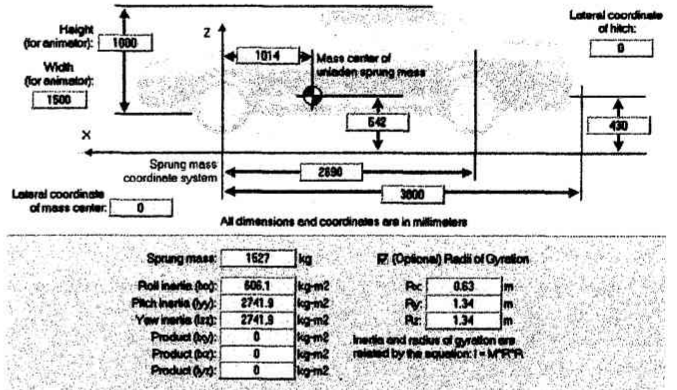 Height
(for animator):
1000
Width
(for animator):
1500
Z
1014
Mass center of
unladen sprung mass
Lateral coordinate
of hitch:
0
542
430
X
Sprung mass
coordinate system
2690
3800
Lateral coordinate
of mass center:
0
All dimensions and coordinates are in millimeters
Sprung mass: 1527 kg
Roll inertia (Ixx): 606.1 kg-m2
Pitch inertia (Iyy): 2741.9 kg-m2
Yaw inertia (Izz): 2741.9 kg-m2
Product (Ixy): 0 kg-m2
Product (Ixz): 0 kg-m2
Product (Iyz): 0 kg-m2
(Optional) Radii of Gyration
Rx: 0.63 m
Ry: 1.34 m
Rz: 1.34 m
Inertia and radius of gyration are
related by the equation: I = M*R*R